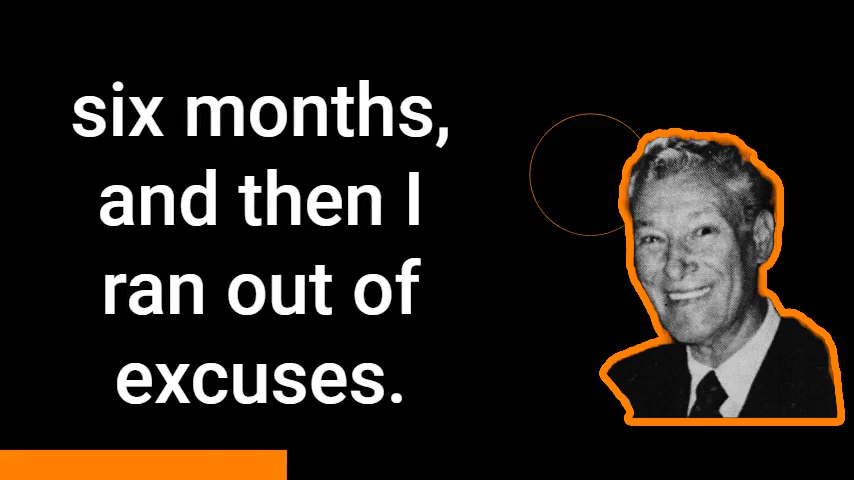 six months,
and then I
ran out of
excuses.